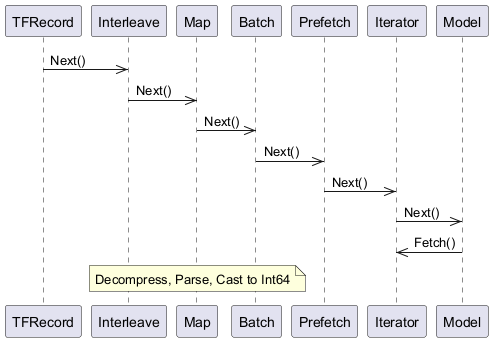 TFRecord Interleave Map Batch Prefetch Iterator Model
Next()
Next()
Next()
Next()
Next()
Next()
Fetch()
Decompress, Parse, Cast to Int64
TFRecord Interleave Map Batch Prefetch Iterator Model